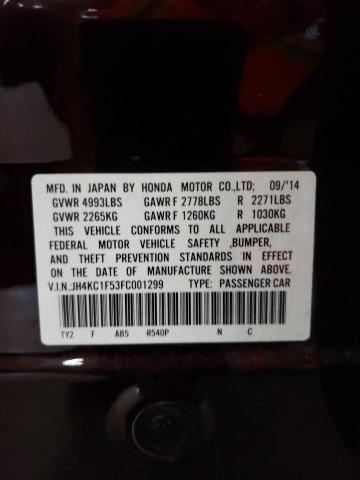 MFD. IN JAPAN BY HONDA MOTOR CO.,LTD; 09/'14
GVWR 4993LBS GAWR F 2778LBS R 2271LBS
GVWR 2265KG GAWR F 1260KG R 1030KG
THIS VEHICLE CONFORMS TO ALL APPLICABLE
FEDERAL MOTOR VEHICLE SAFETY ,BUMPER,
AND THEFT PREVENTION STANDARDS IN EFFECT
ON THE DATE OF MANUFACTURE SHOWN ABOVE.
V.I.N.:JH4KC1F53FC001299 TYPE: PASSENGER CAR
TY2 F AB5 -R540P -N -C